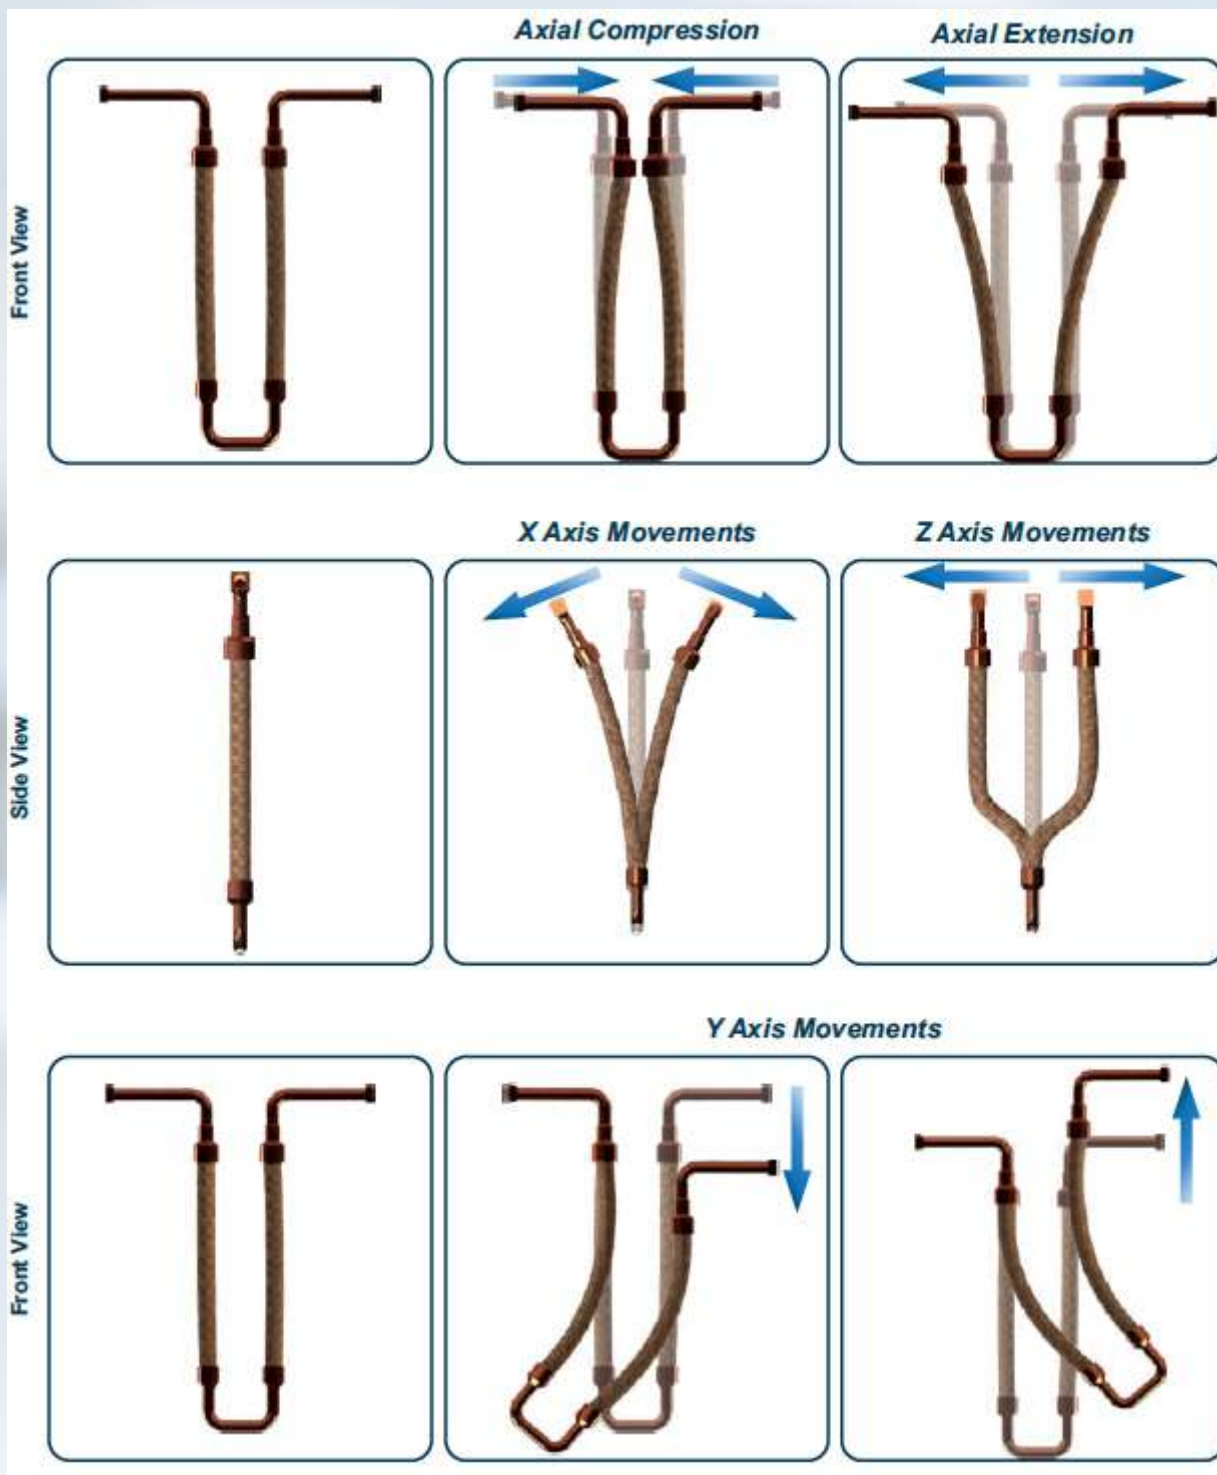 Axial Compression
Axial Extension
Front View
X Axis Movements
Z Axis Movements
Side View
Y Axis Movements
Front View